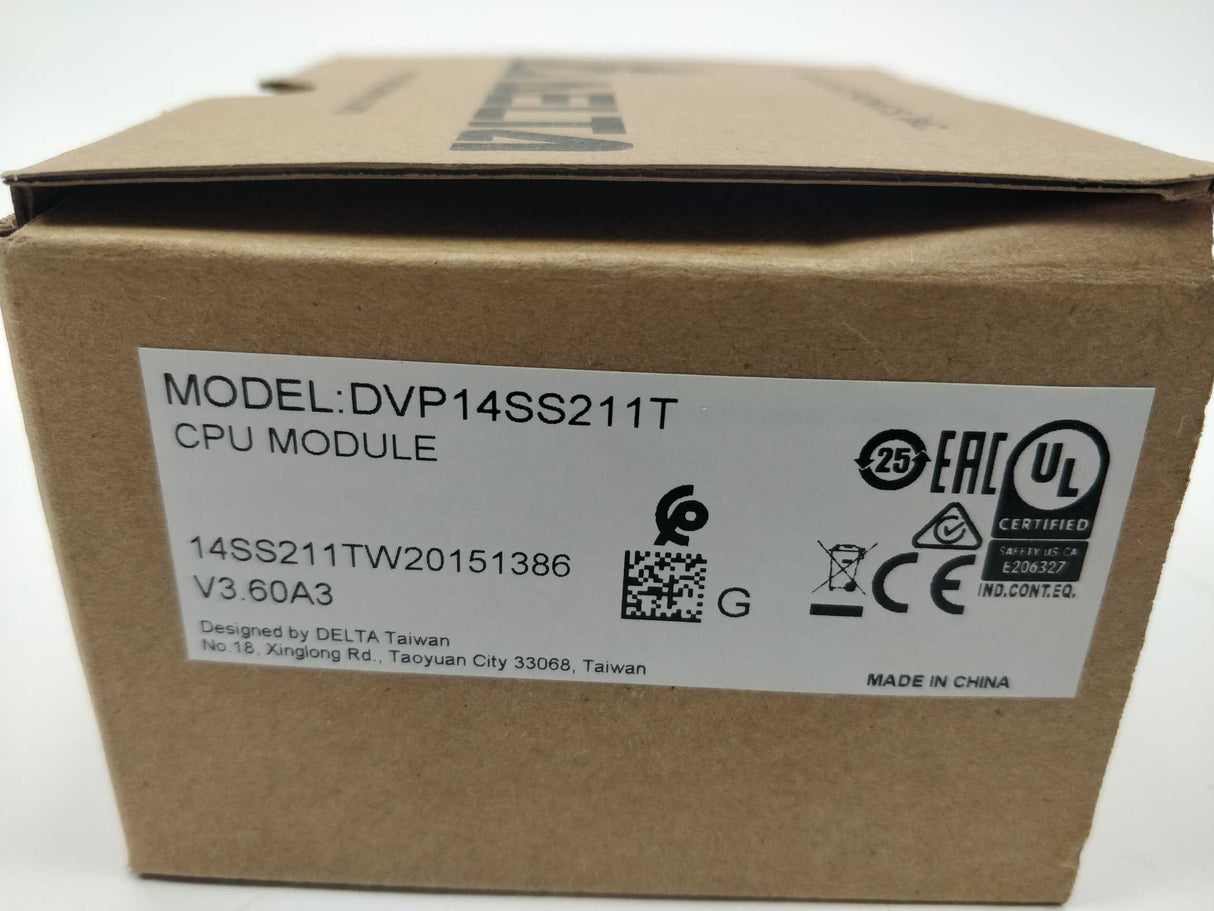 DELTA
MODEL:DVP14SS211T
CPU MODULE
14SS211TW20151386
V3.60A3
Designed by DELTA Taiwan
No.18, Xinglong Rd., Taoyuan City 33068, Taiwan
G
25
EAC
UL
CERTIFIED
SAFETY US CA
E206327
IND.CONT.EQ.
CE
MADE IN CHINA